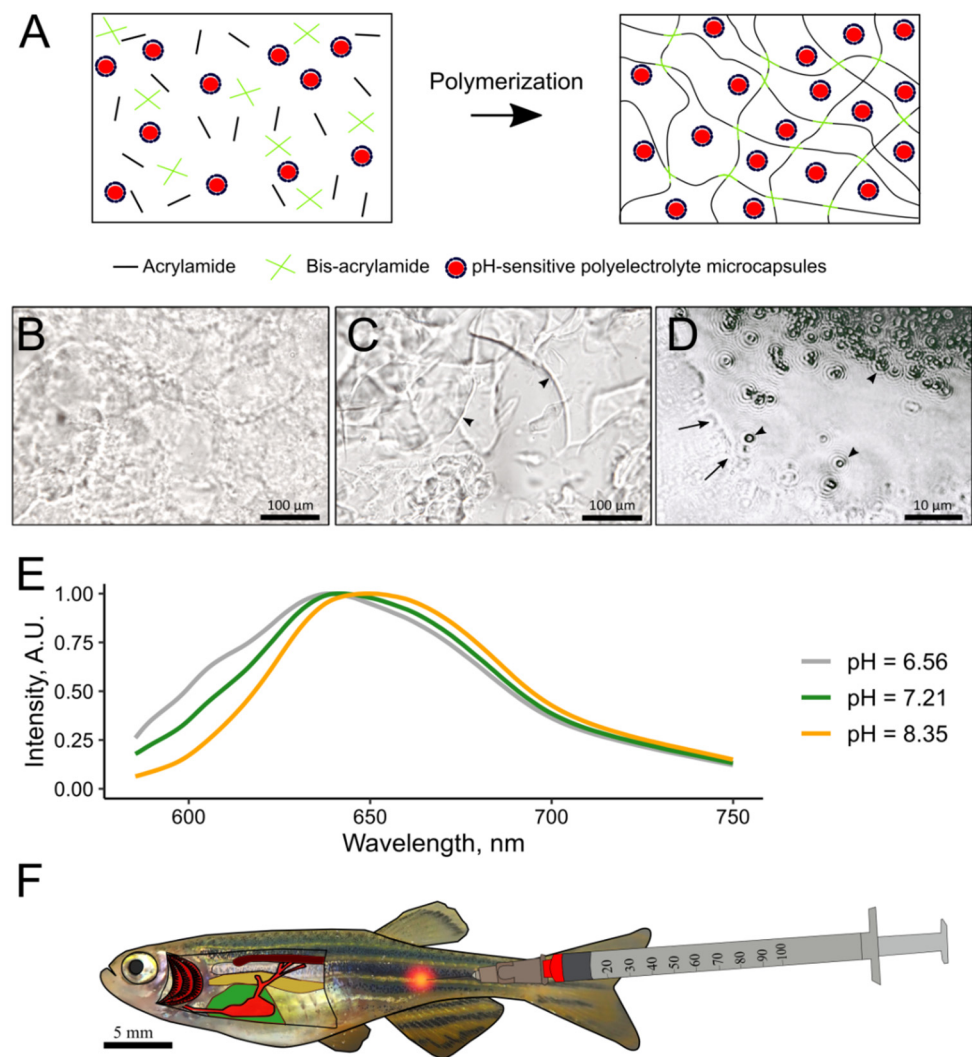 A
Polymerization
Acrylamide
Bis-acrylamide
pH-sensitive polyelectrolyte microcapsules
B
100 µm
C
100 µm
D
10 µm
E
Intensity, A.U.
1.00
0.75
0.50
0.25
0.00
600
650
700
750
Wavelength, nm
pH = 6.56
pH = 7.21
pH = 8.35
F
-20
-30
-40
-50
-60
-70
-80
-90
-100
5 mm